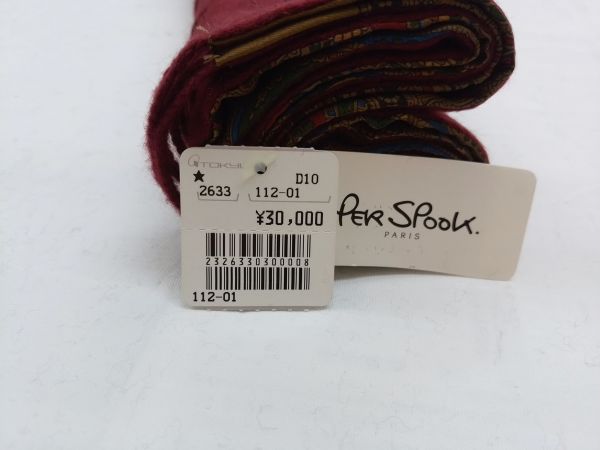 TOKYU
★ D10
2633 112-01
¥30,000
2326330300008
112-01
PER SPOOK.
PARIS